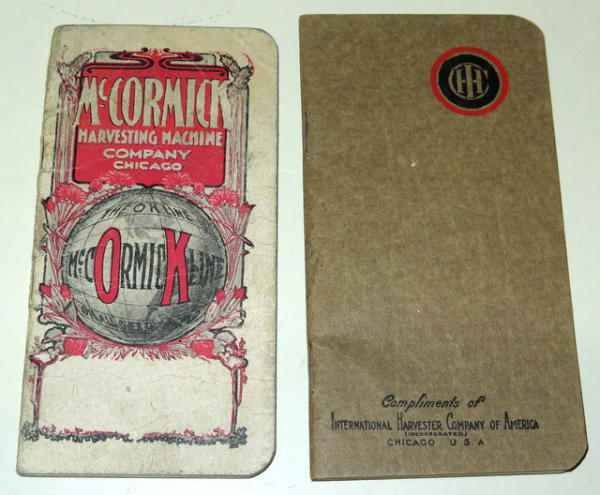 McCORMICK
HARVESTING MACHINE
COMPANY
CHICAGO
THE OK LINE
McCORMICK LINE
IHC
Compliments of
INTERNATIONAL HARVESTER COMPANY OF AMERICA
(INCORPORATED)
CHICAGO U S A